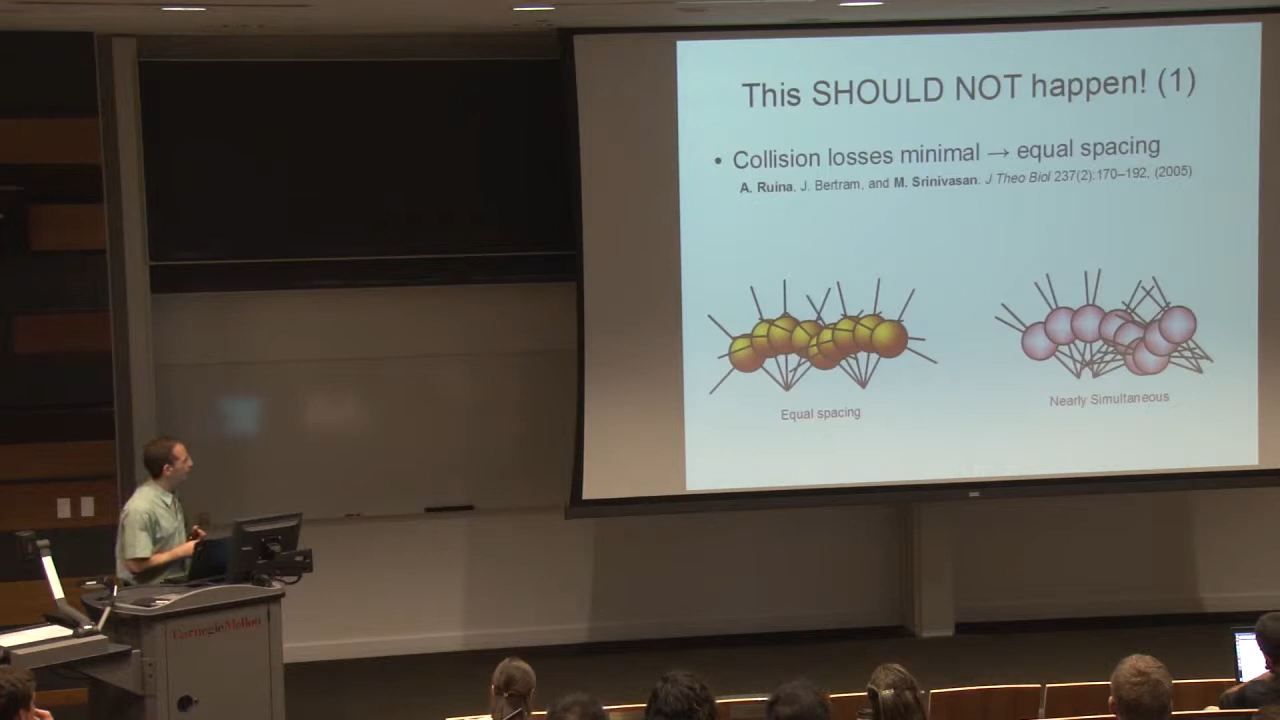 This SHOULD NOT happen! (1)
• Collision losses minimal → equal spacing
A. Ruina, J. Bertram, and M. Srinivasan. J Theo Biol 237(2):170–192, (2005)
Equal spacing
Nearly Simultaneous
Carnegie Mellon